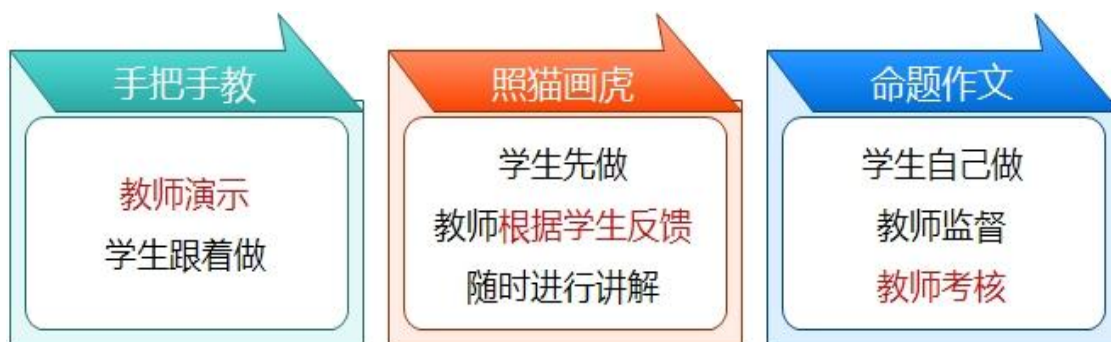 手把手教
教师演示
学生跟着做
照猫画虎
学生先做
教师根据学生反馈
随时进行讲解
命题作文
学生自己做
教师监督
教师考核